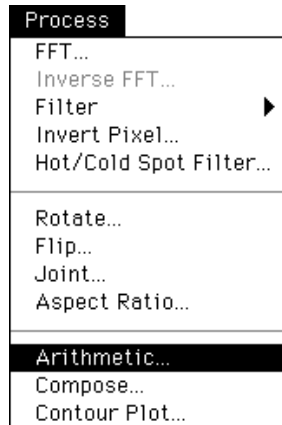 Process
FFT...
Inverse FFT...
Filter
Invert Pixel...
Hot/Cold Spot Filter...
Rotate...
Flip...
Joint...
Aspect Ratio...
Arithmetic...
Compose...
Contour Plot...